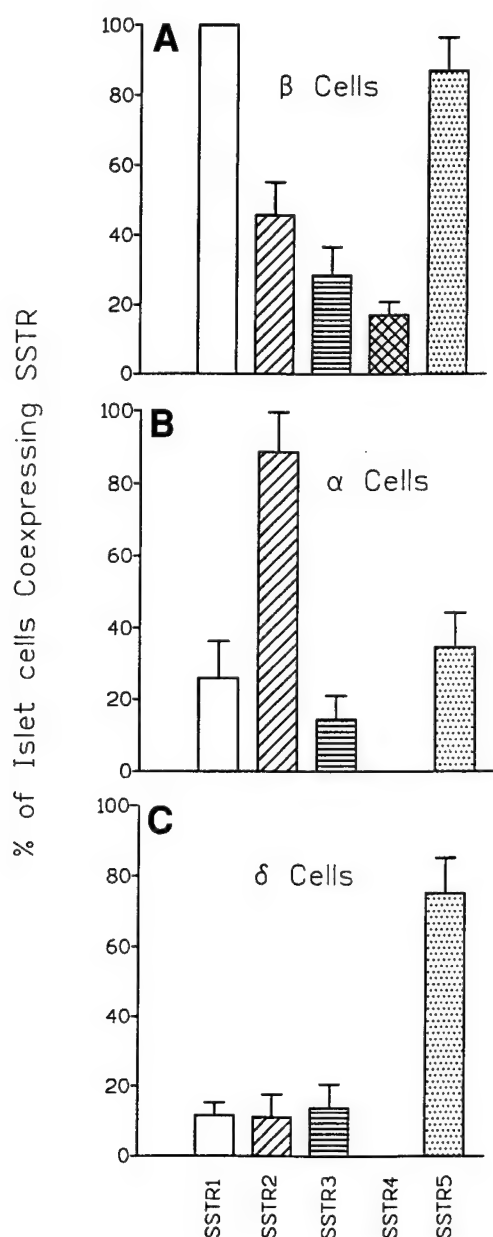 % of Islet cells Coexpressing SSTR
A
β Cells
100
80
60
40
20
0
B
α Cells
100
80
60
40
20
0
C
δ Cells
100
80
60
40
20
0
SSTR1
SSTR2
SSTR3
SSTR4
SSTR5